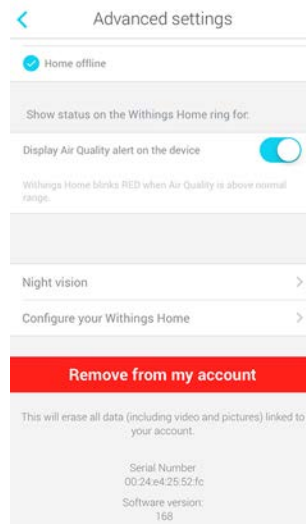 Advanced settings
Home offline
Show status on the Withings Home ring for:
Display Air Quality alert on the device
Withings Home blinks RED when Air Quality is above normal
range.
Night vision
Configure your Withings Home
Remove from my account
This will erase all data (including video and pictures) linked to
your account.
Serial Number
00:24:e4:25:52:fc
Software version:
168